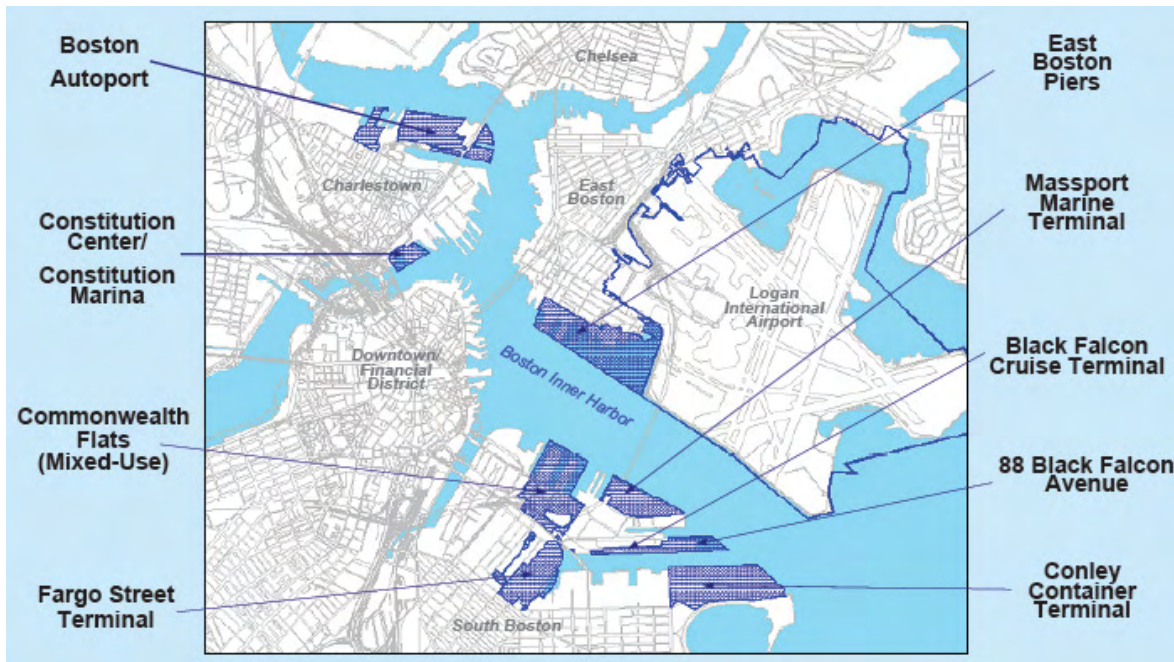 Boston
Autoport
Constitution
Center/
Constitution
Marina
Commonwealth
Flats
(Mixed-Use)
Fargo Street
Terminal
Chelsea
Charlestown
East
Boston
Logan
International
Airport
Downtown/
Financial
District
Boston Inner Harbor
South Boston
East
Boston
Piers
Massport
Marine
Terminal
Black Falcon
Cruise Terminal
88 Black Falcon
Avenue
Conley
Container
Terminal